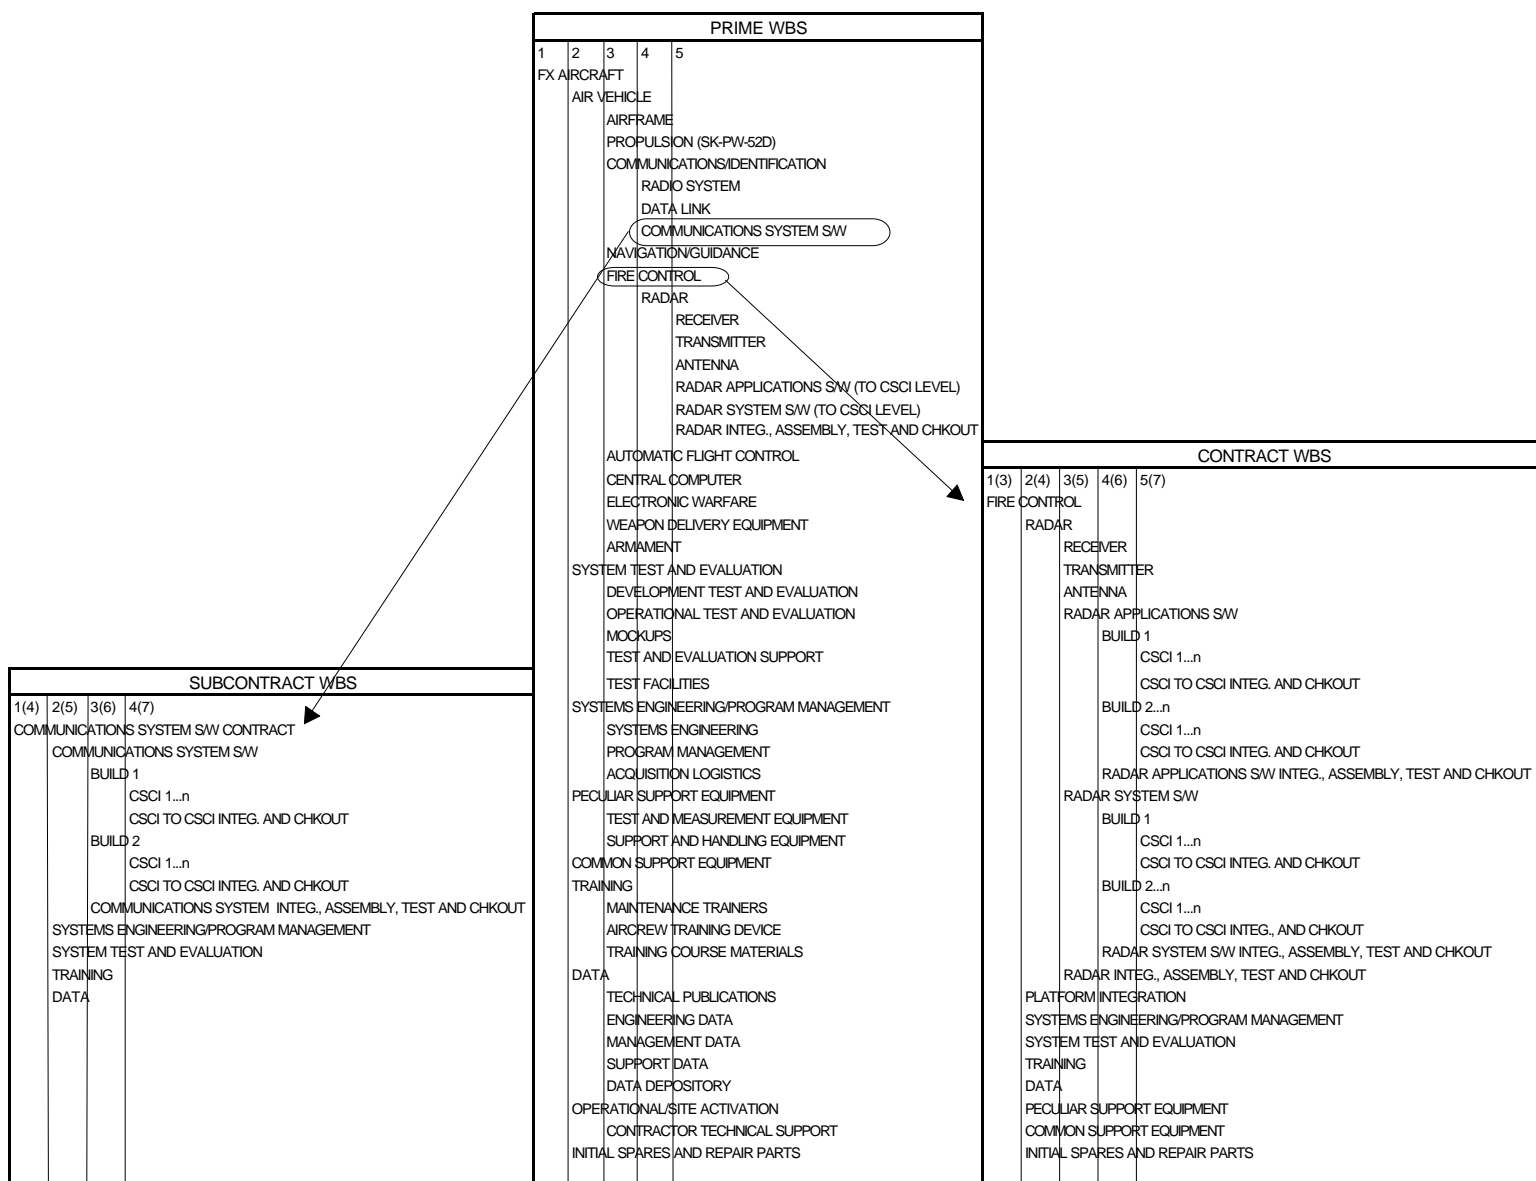 PRIME WBS
1 2 3 4 5
FX AIRCRAFT
AIR VEHICLE
AIRFRAME
PROPULSION (SK-PW-52D)
COMMUNICATIONS/IDENTIFICATION
RADIO SYSTEM
DATA LINK
COMMUNICATIONS SYSTEM S/W
NAVIGATION/GUIDANCE
FIRE CONTROL
RADAR
RECEIVER
TRANSMITTER
ANTENNA
RADAR APPLICATIONS S/W (TO CSCI LEVEL)
RADAR SYSTEM S/W (TO CSCI LEVEL)
RADAR INTEG., ASSEMBLY, TEST AND CHKOUT
AUTOMATIC FLIGHT CONTROL
CENTRAL COMPUTER
ELECTRONIC WARFARE
WEAPON DELIVERY EQUIPMENT
ARMAMENT
SYSTEM TEST AND EVALUATION
DEVELOPMENT TEST AND EVALUATION
OPERATIONAL TEST AND EVALUATION
MOCKUPS
TEST AND EVALUATION SUPPORT
TEST FACILITIES
SYSTEMS ENGINEERING/PROGRAM MANAGEMENT
SYSTEMS ENGINEERING
PROGRAM MANAGEMENT
ACQUISITION LOGISTICS
PECULIAR SUPPORT EQUIPMENT
TEST AND MEASUREMENT EQUIPMENT
SUPPORT AND HANDLING EQUIPMENT
COMMON SUPPORT EQUIPMENT
TRAINING
MAINTENANCE TRAINERS
AIRCREW TRAINING DEVICE
TRAINING COURSE MATERIALS
DATA
TECHNICAL PUBLICATIONS
ENGINEERING DATA
MANAGEMENT DATA
SUPPORT DATA
DATA DEPOSITORY
OPERATIONAL/SITE ACTIVATION
CONTRACTOR TECHNICAL SUPPORT
INITIAL SPARES AND REPAIR PARTS
SUBCONTRACT WBS
1(4) 2(5) 3(6) 4(7)
COMMUNICATIONS SYSTEM S/W CONTRACT
COMMUNICATIONS SYSTEM S/W
BUILD 1
CSCI 1...n
CSCI TO CSCI INTEG. AND CHKOUT
BUILD 2
CSCI 1...n
CSCI TO CSCI INTEG. AND CHKOUT
COMMUNICATIONS SYSTEM INTEG., ASSEMBLY, TEST AND CHKOUT
SYSTEMS ENGINEERING/PROGRAM MANAGEMENT
SYSTEM TEST AND EVALUATION
TRAINING
DATA
CONTRACT WBS
1(3) 2(4) 3(5) 4(6) 5(7)
FIRE CONTROL
RADAR
RECEIVER
TRANSMITTER
ANTENNA
RADAR APPLICATIONS S/W
BUILD 1
CSCI 1...n
CSCI TO CSCI INTEG. AND CHKOUT
BUILD 2...n
CSCI 1...n
CSCI TO CSCI INTEG. AND CHKOUT
RADAR APPLICATIONS S/W INTEG., ASSEMBLY, TEST AND CHKOUT
RADAR SYSTEM S/W
BUILD 1
CSCI 1...n
CSCI TO CSCI INTEG. AND CHKOUT
BUILD 2...n
CSCI 1...n
CSCI TO CSCI INTEG., AND CHKOUT
RADAR SYSTEM S/W INTEG., ASSEMBLY, TEST AND CHKOUT
RADAR INTEG., ASSEMBLY, TEST AND CHKOUT
PLATFORM INTEGRATION
SYSTEMS ENGINEERING/PROGRAM MANAGEMENT
SYSTEM TEST AND EVALUATION
TRAINING
DATA
PECULIAR SUPPORT EQUIPMENT
COMMON SUPPORT EQUIPMENT
INITIAL SPARES AND REPAIR PARTS